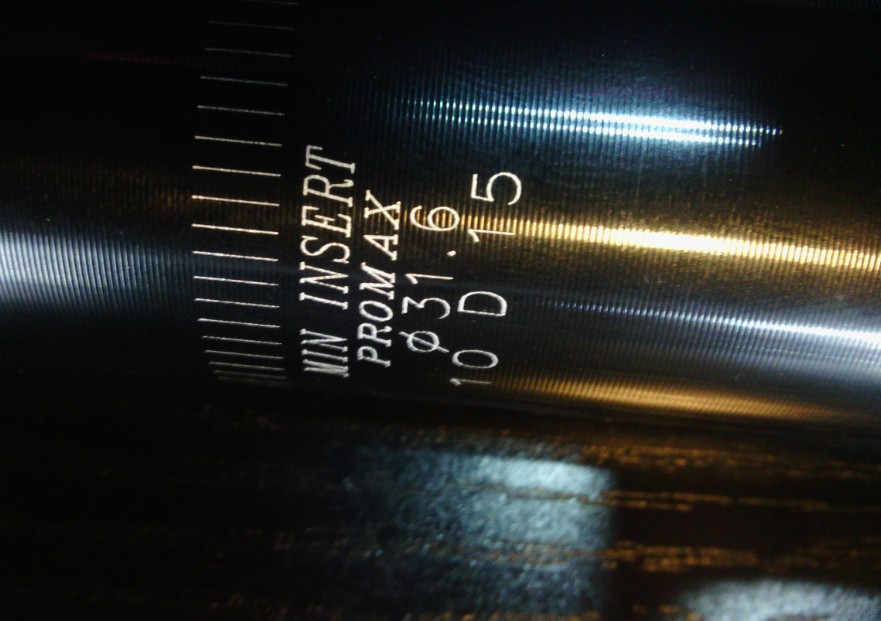 MIN INSERT
PROMAX
Ø31.6
10 D 15